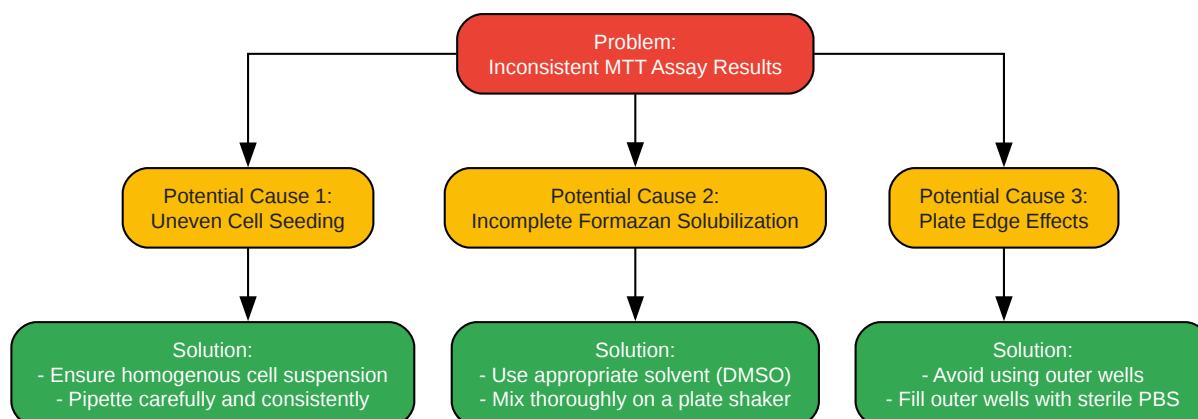 Problem:
Inconsistent MTT Assay Results
Potential Cause 1:
Uneven Cell Seeding
Potential Cause 2:
Incomplete Formazan Solubilization
Potential Cause 3:
Plate Edge Effects
Solution:
- Ensure homogenous cell suspension
- Pipette carefully and consistently
Solution:
- Use appropriate solvent (DMSO)
- Mix thoroughly on a plate shaker
Solution:
- Avoid using outer wells
- Fill outer wells with sterile PBS